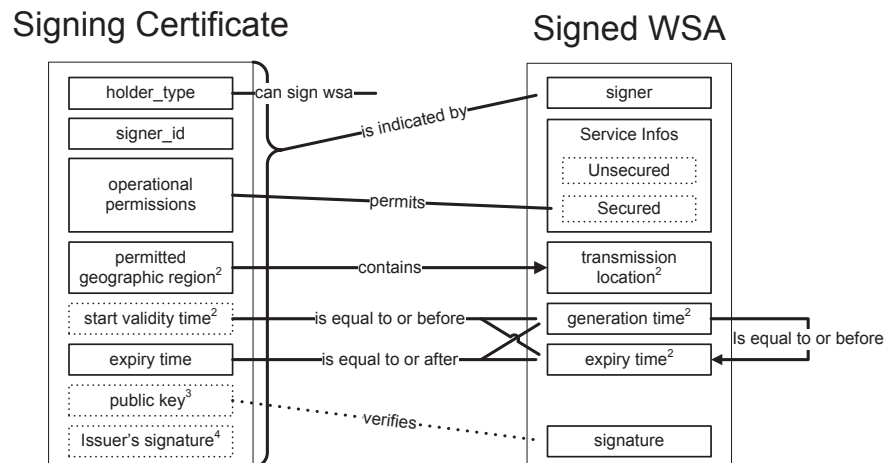 Signing Certificate
Signed WSA
holder_type
can sign wsa
signer
signer_id
is indicated by
Service Infos
Unsecured
operational
permissions
permits
Secured
permitted
geographic region²
contains
transmission
location²
start validity time²
is equal to or before
generation time²
Is equal to or before
expiry time
is equal to or after
expiry time²
public key³
verifies
Issuer's signature⁴
signature